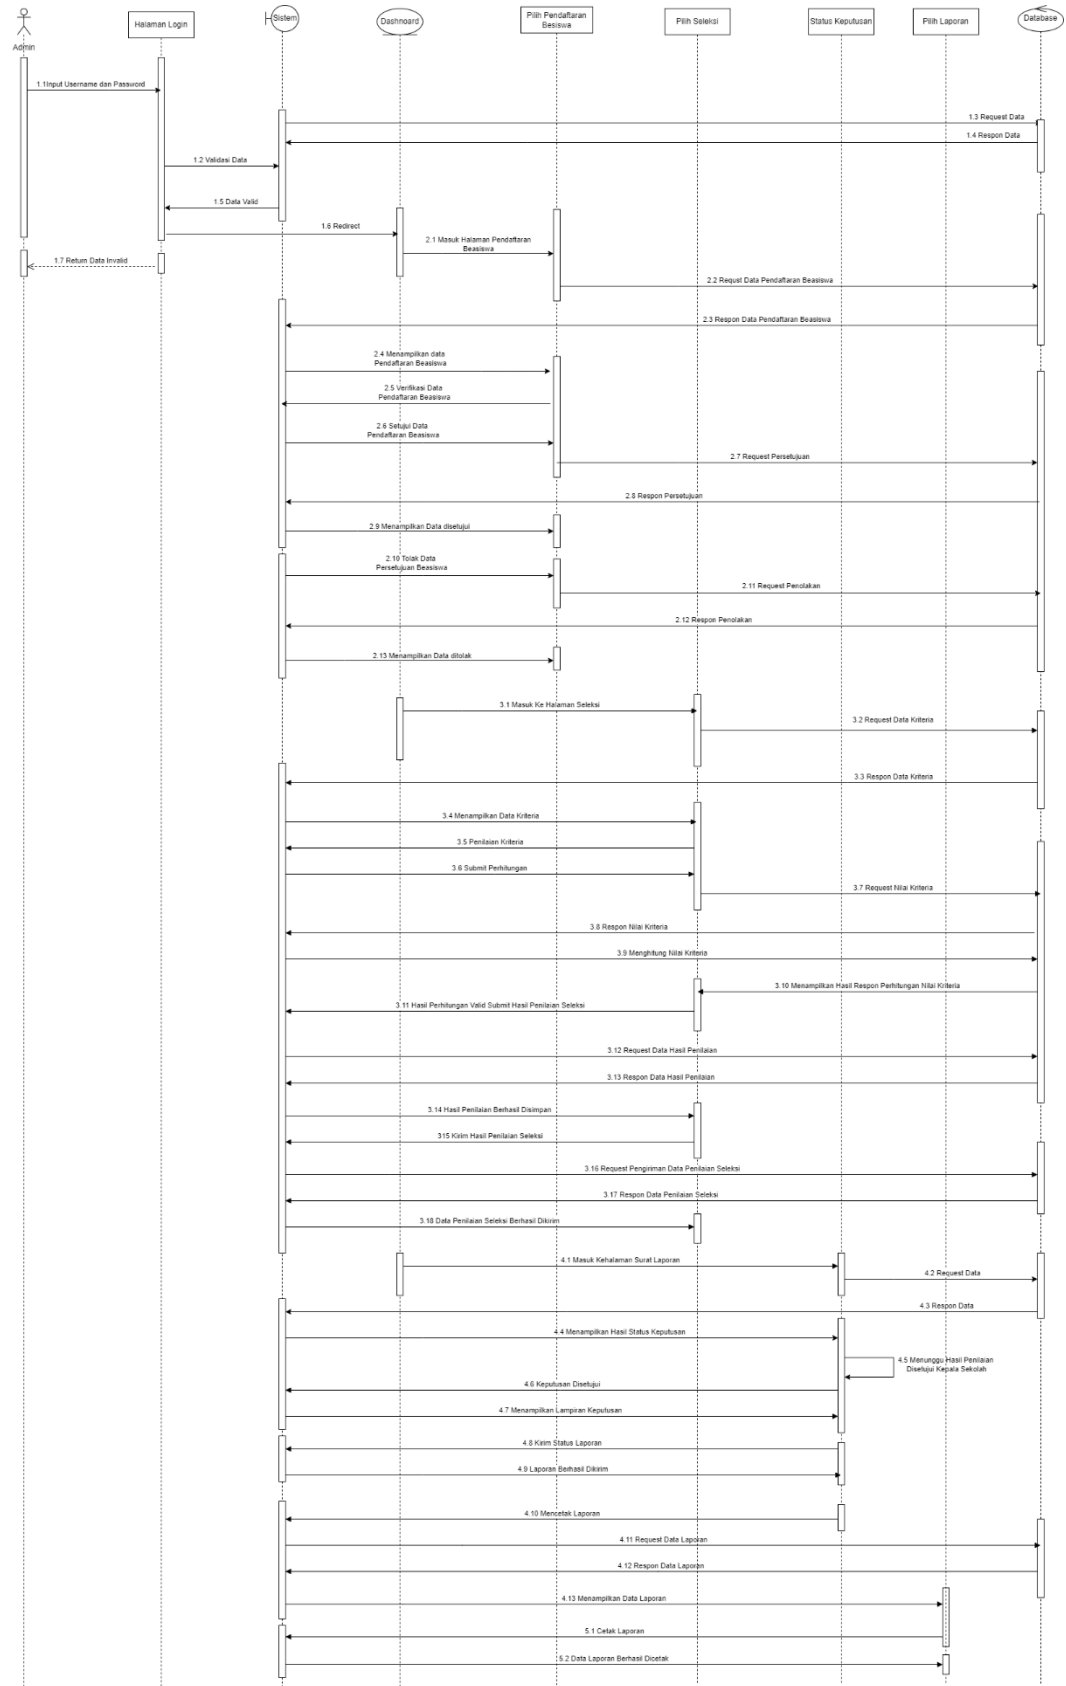 Admin
Halaman Login
Sistem
Dashnoard
Pilih Pendaftaran
Besiswa
Pilih Seleksi
Status Keputusan
Pilih Laporan
Database
1.1Input Username dan Password
1.3 Request Data
1.4 Respon Data
1.2 Validasi Data
1.5 Data Valid
1.6 Redirect
2.1 Masuk Halaman Pendaftaran
Beasiswa
1.7 Return Data Invalid
2.2 Requst Data Pendaftaran Beasiswa
2.3 Respon Data Pendaftaran Beasiswa
2.4 Menampilkan data
Pendaftaran Beasiswa
2.5 Verifikasi Data
Pendaftaran Beasiswa
2.6 Setujui Data
Pendaftaran Beasiswa
2.7 Request Persetujuan
2.8 Respon Persetujuan
2.9 Menampilkan Data disetujui
2.10 Tolak Data
Persetujuan Beasiswa
2.11 Request Penolakan
2.12 Respon Penolakan
2.13 Menampilkan Data ditolak
3.1 Masuk Ke Halaman Seleksi
3.2 Request Data Kriteria
3.3 Respon Data Kriteria
3.4 Menampilkan Data Kriteria
3.5 Penilaian Kriteria
3.6 Submit Perhitungan
3.7 Request Nilai Kriteria
3.8 Respon Nilai Kriteria
3.9 Menghitung Nilai Kriteria
3.10 Menampilkan Hasil Respon Perhitungan Nilai Kriteria
3.11 Hasil Perhitungan Valid Submit Hasil Penilaian Seleksi
3.12 Request Data Hasil Penilaian
3.13 Respon Data Hasil Penilaian
3.14 Hasil Penilaian Berhasil Disimpan
315 Kirim Hasil Penilaian Seleksi
3.16 Request Pengiriman Data Penilaian Seleksi
3.17 Respon Data Penilaian Seleksi
3.18 Data Penilaian Seleksi Berhasil Dikirim
4.1 Masuk Kehalaman Surat Laporan
4.2 Request Data
4.3 Respon Data
4.4 Menampilkan Hasil Status Keputusan
4.5 Menunggu Hasil Penilaian
Disetujui Kepala Sekolah
4.6 Keputusan Disetujui
4.7 Menampilkan Lampiran Keputusan
4.8 Kirim Status Laporan
4.9 Laporan Berhasil Dikirim
4.10 Mencetak Laporan
4.11 Request Data Laporan
4.12 Respon Data Laporan
4.13 Menampilkan Data Laporan
5.1 Cetak Laporan
5.2 Data Laporan Berhasil Dicetak